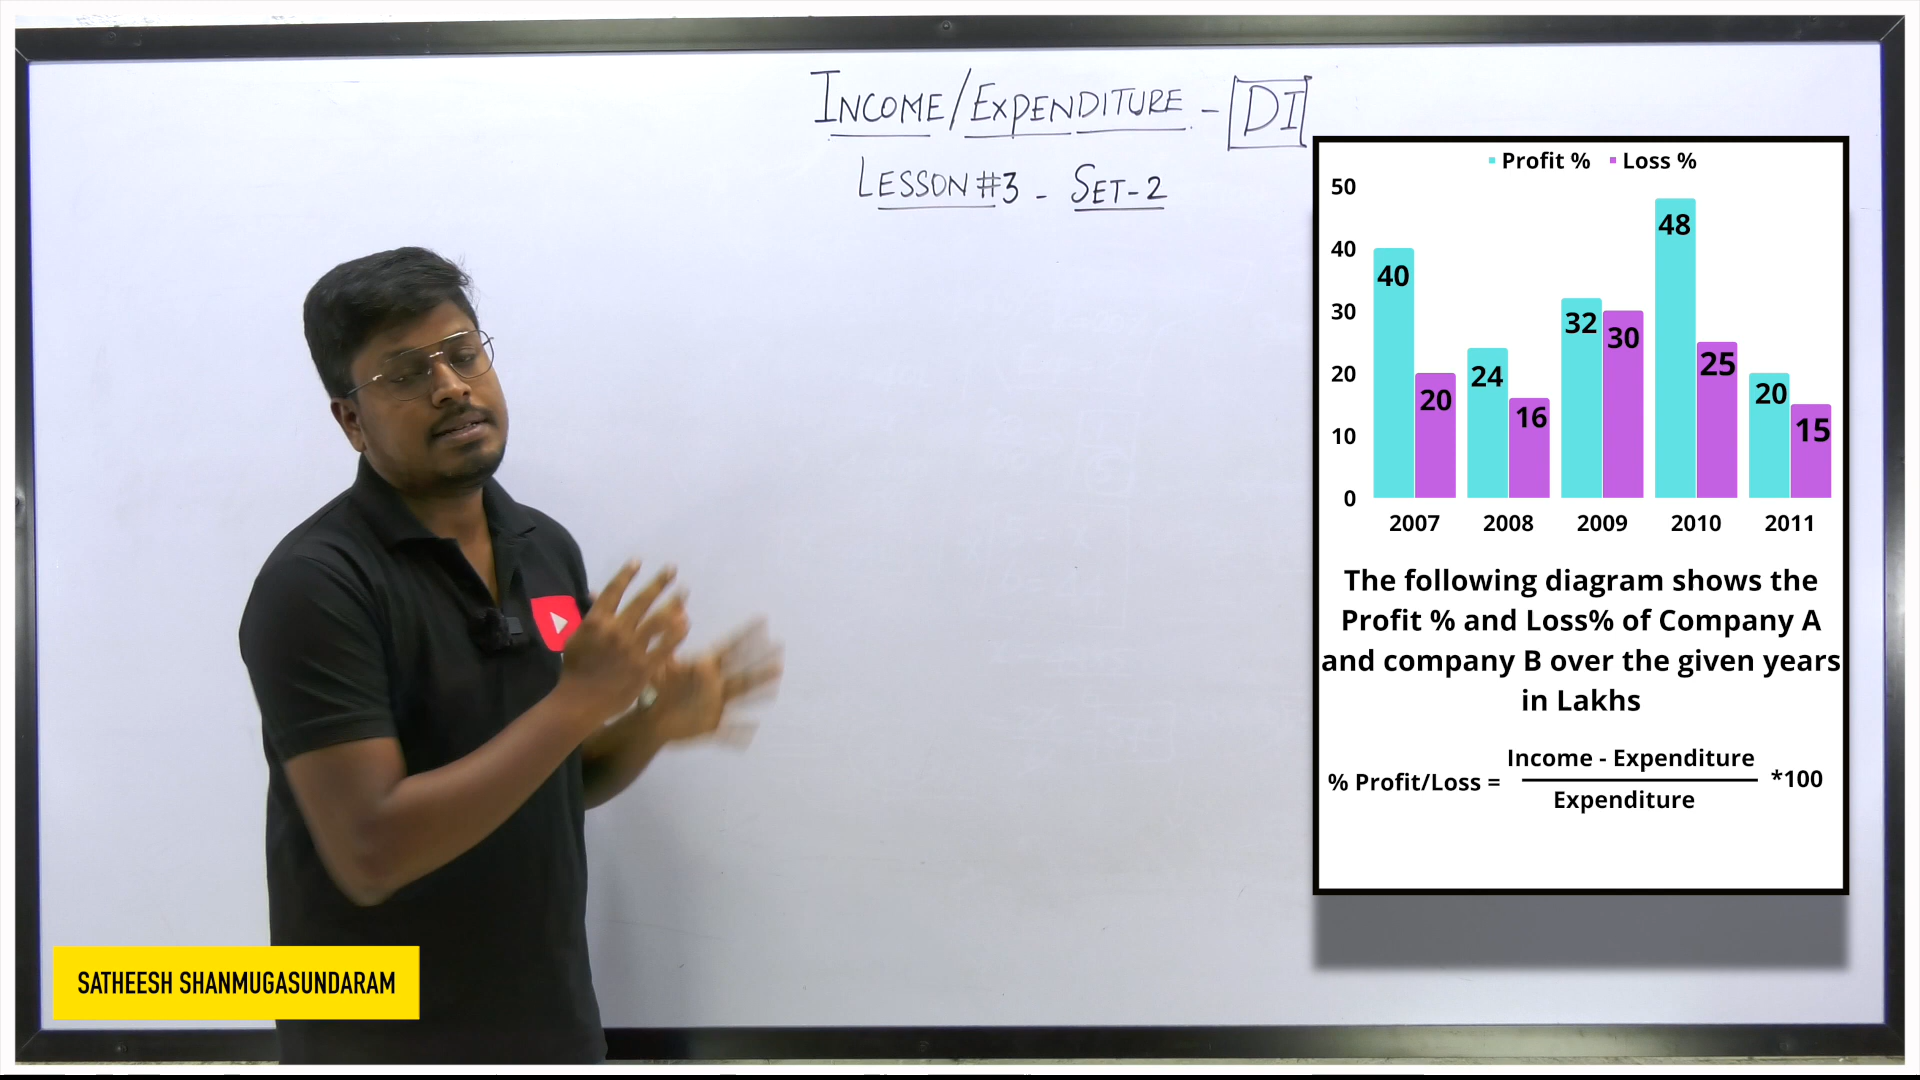 INCOME/EXPENDITURE - DI
LESSON #3 - SET-2
Profit % Loss %
50
40
30
20
10
0
40
20
24
16
32
30
48
25
20
15
2007 2008 2009 2010 2011
The following diagram shows the
Profit % and Loss% of Company A
and company B over the given years
in Lakhs
% Profit/Loss = Income - Expenditure
Expenditure
*100
SATHEESH SHANMUGASUNDARAM